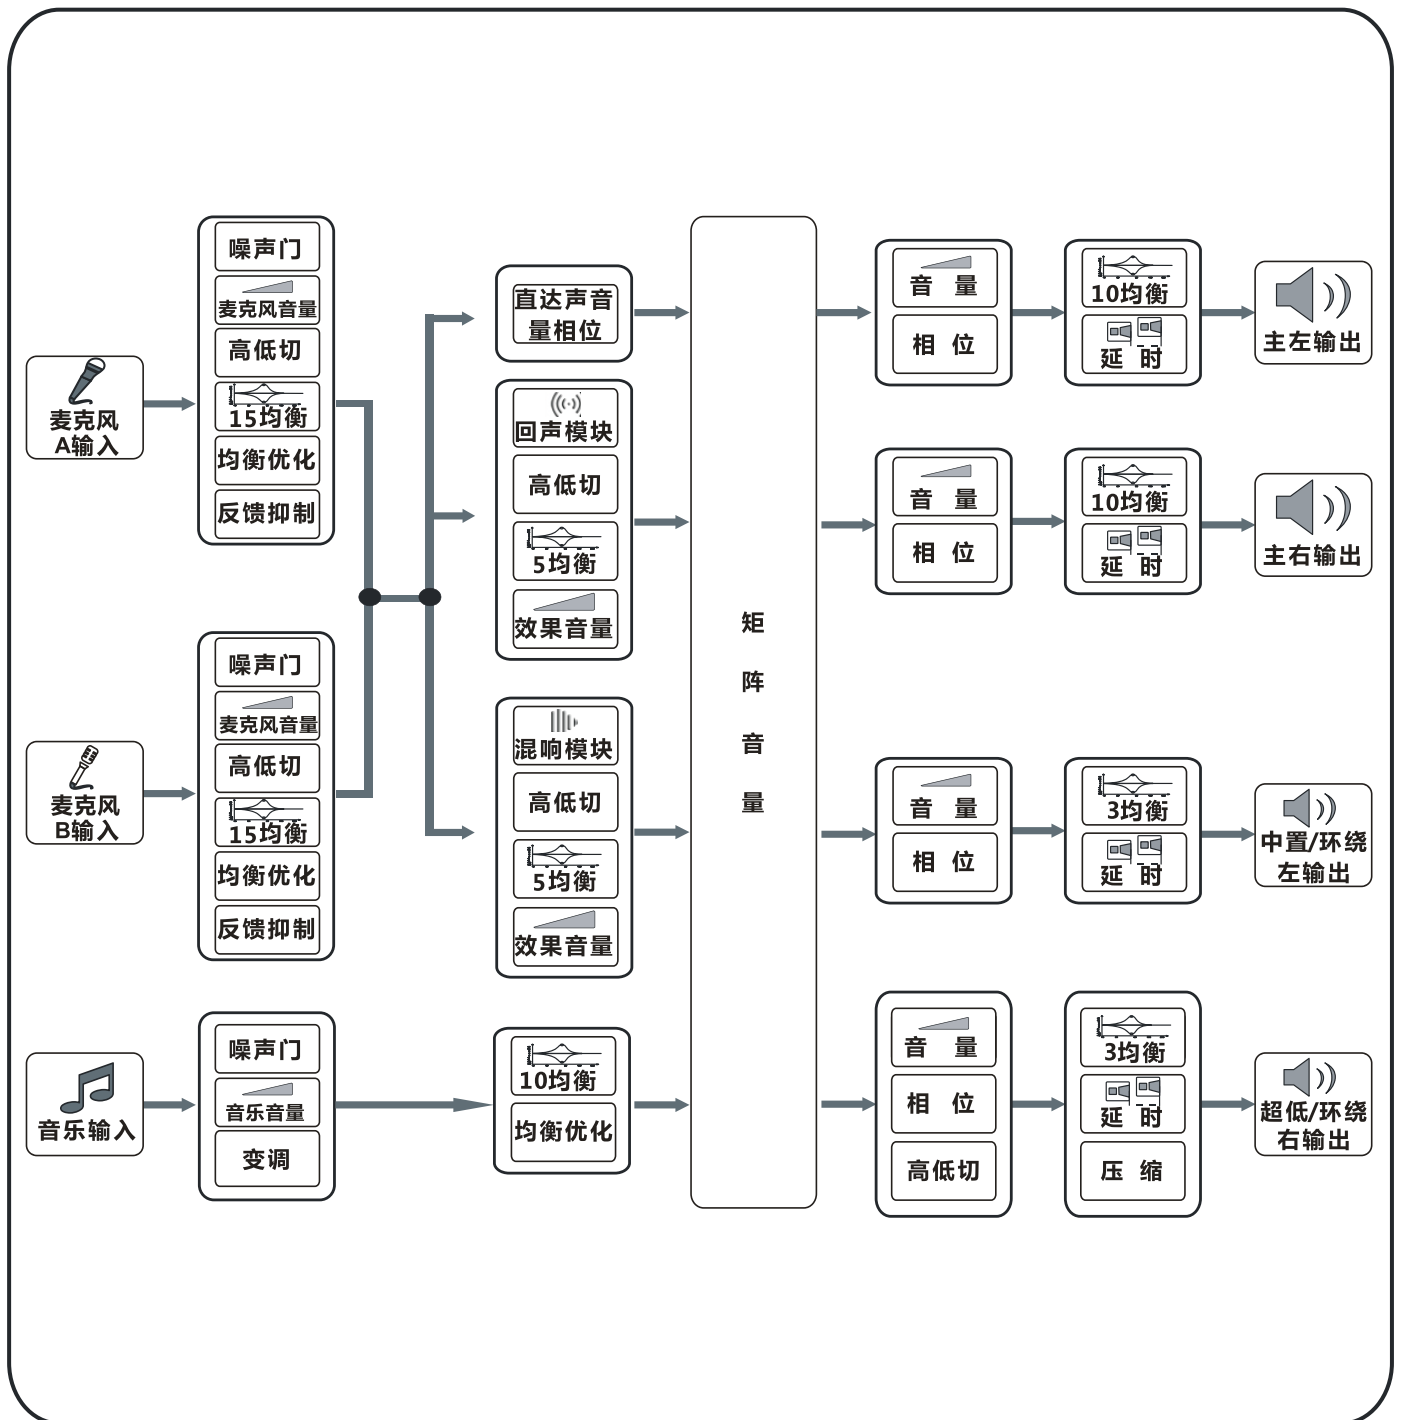 麦克风
A输入
噪声门
麦克风音量
高低切
15均衡
均衡优化
反馈抑制
麦克风
B输入
噪声门
麦克风音量
高低切
15均衡
均衡优化
反馈抑制
音乐输入
噪声门
音乐音量
变调
直达声音
量相位
回声模块
高低切
5均衡
效果音量
混响模块
高低切
5均衡
效果音量
10均衡
均衡优化
矩
阵
音
量
音 量
相 位
10均衡
延 时
主左输出
音 量
相 位
10均衡
延 时
主右输出
音 量
相 位
3均衡
延 时
中置/环绕
左输出
音 量
相 位
高低切
3均衡
延 时
压 缩
超低/环绕
右输出